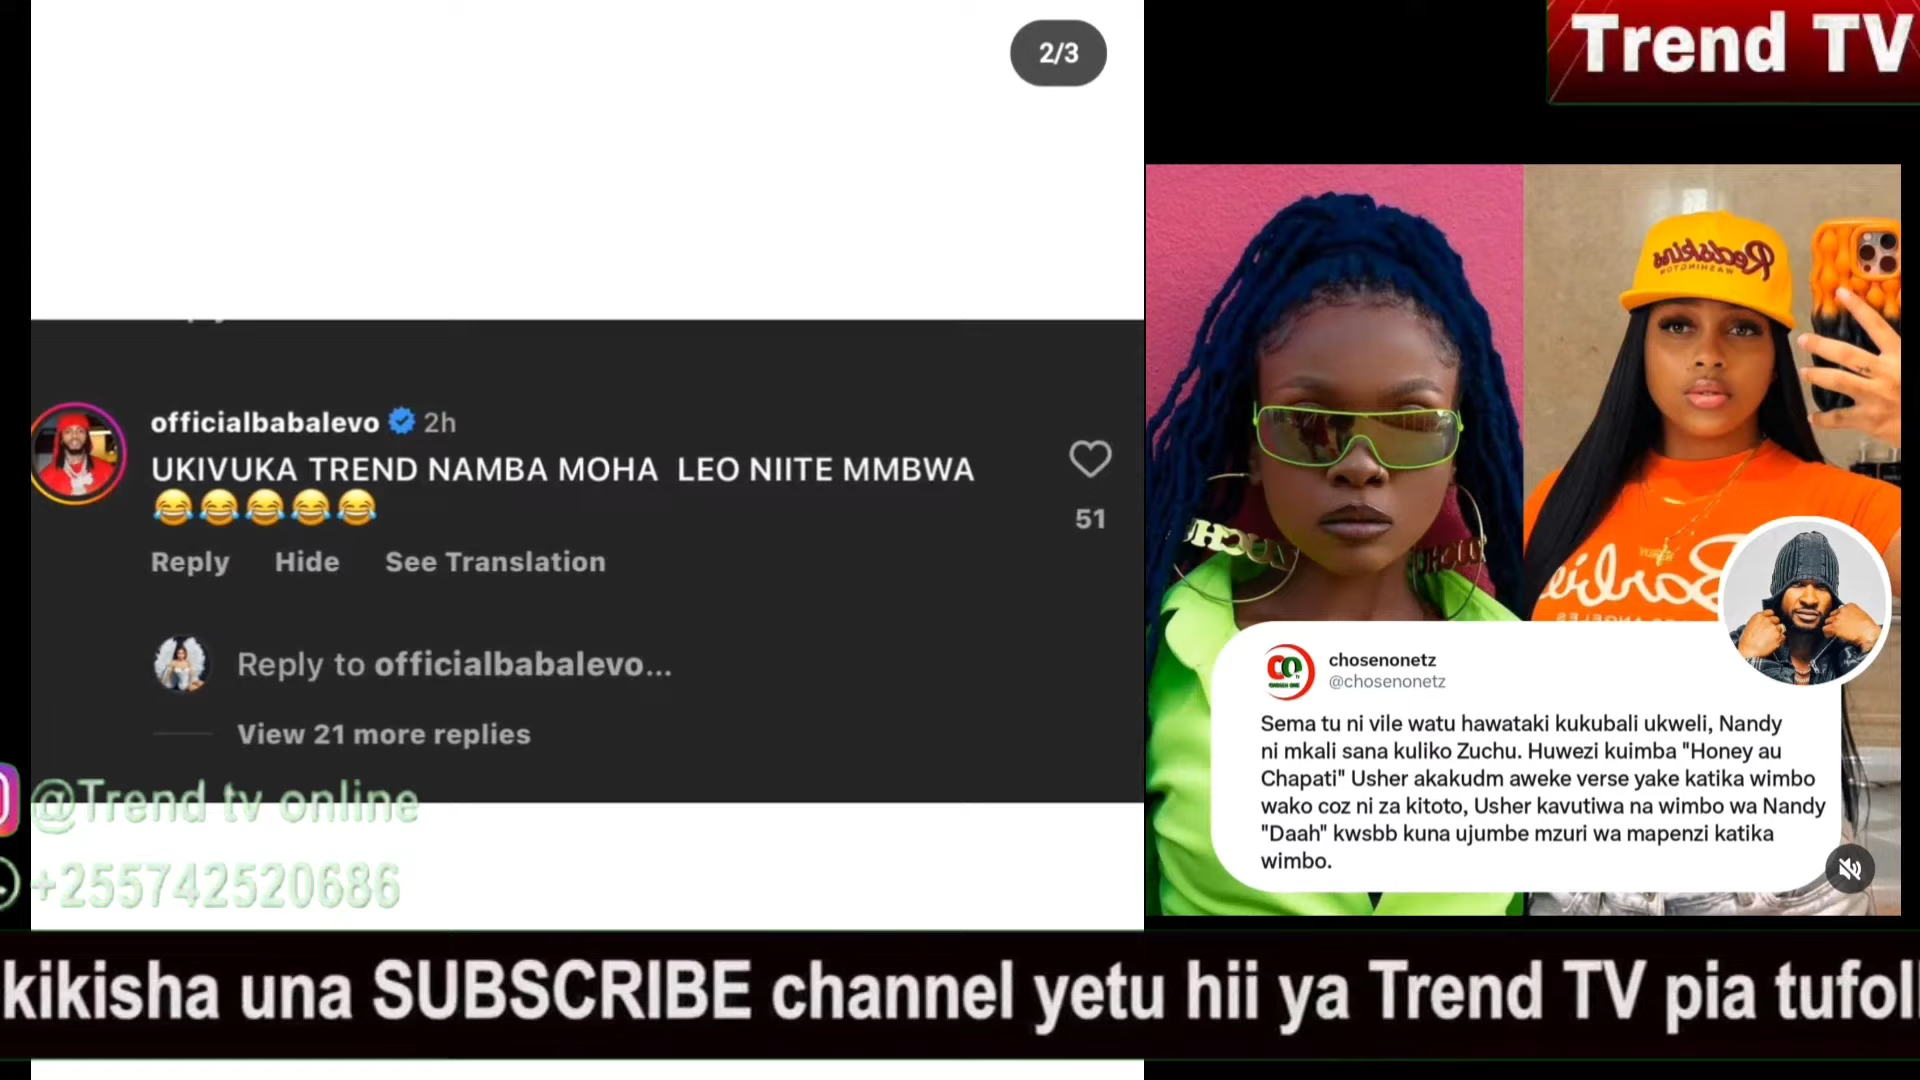 2/3
Trend TV
officialbabalevo 2h
UKIVUKA TREND NAMBA MOHA LEO NIITE MMBWA
😂😂😂😂😂
51
Reply Hide See Translation
Reply to officialbabalevo...
View 21 more replies
@Trend tv online
+255742520686
Redskins
WASHINGTON
chosenonetz
@chosenonetz
Sema tu ni vile watu hawataki kukubali ukweli, Nandy
ni mkali sana kuliko Zuchu. Huwezi kuimba "Honey au
Chapati" Usher akakudm aweke verse yake katika wimbo
wako coz ni za kitoto, Usher kavutiwa na wimbo wa Nandy
"Daah" kwsbb kuna ujumbe mzuri wa mapenzi katika
wimbo.
kikisha una SUBSCRIBE channel yetu hii ya Trend TV pia tufoll